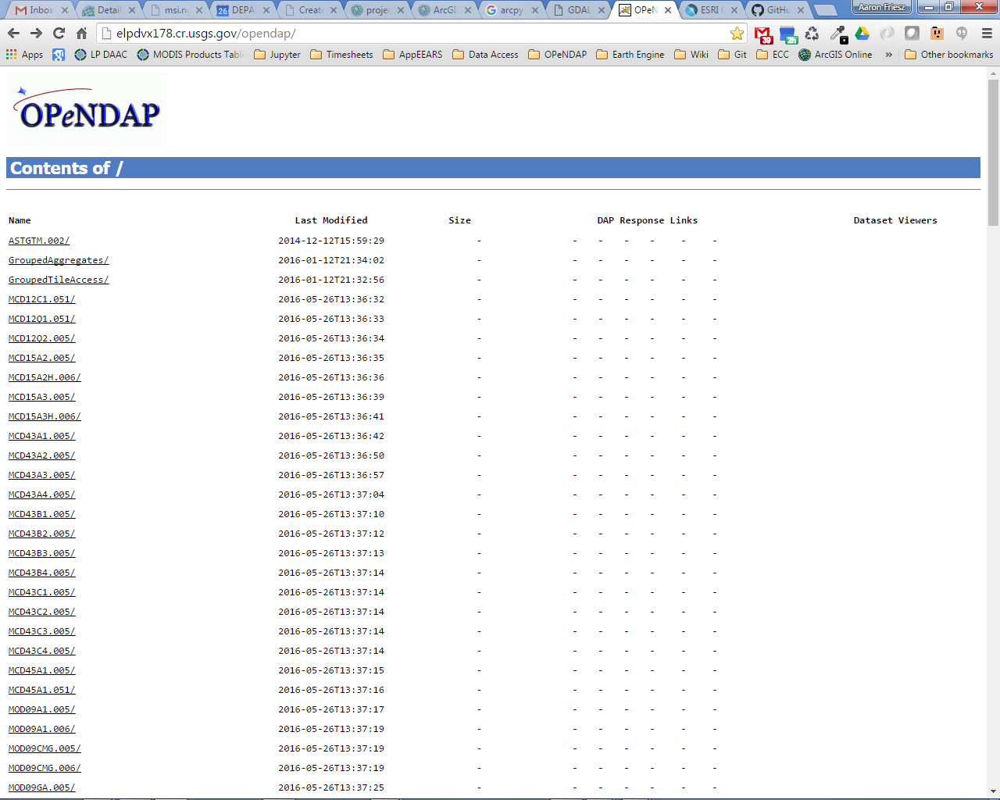 Inbox Detail msi.n DEPA Create projec ArcGI arcpy GDAL OPeN ESRI GitHu Aaron Friesz
elpdvx178.cr.usgs.gov/opendap/ 39 2h
Apps LP DAAC MODIS Products Tabl Jupyter Timesheets AppEEARS Data Access OPeNDAP Earth Engine Wiki Git ECC ArcGIS Online » Other bookmarks
OPeNDAP
Contents of /
Name Last Modified Size DAP Response Links Dataset Viewers
ASTGTM.002/ 2014-12-12T15:59:29 - - - - - - -
GroupedAggregates/ 2016-01-12T21:34:02 - - - - - - -
GroupedTileAccess/ 2016-01-12T21:32:56 - - - - - - -
MCD12C1.051/ 2016-05-26T13:36:32 - - - - - - -
MCD12Q1.051/ 2016-05-26T13:36:33 - - - - - - -
MCD12Q2.005/ 2016-05-26T13:36:34 - - - - - - -
MCD15A2.005/ 2016-05-26T13:36:35 - - - - - - -
MCD15A2H.006/ 2016-05-26T13:36:36 - - - - - - -
MCD15A3.005/ 2016-05-26T13:36:39 - - - - - - -
MCD15A3H.006/ 2016-05-26T13:36:41 - - - - - - -
MCD43A1.005/ 2016-05-26T13:36:42 - - - - - - -
MCD43A2.005/ 2016-05-26T13:36:50 - - - - - - -
MCD43A3.005/ 2016-05-26T13:36:57 - - - - - - -
MCD43A4.005/ 2016-05-26T13:37:04 - - - - - - -
MCD43B1.005/ 2016-05-26T13:37:10 - - - - - - -
MCD43B2.005/ 2016-05-26T13:37:12 - - - - - - -
MCD43B3.005/ 2016-05-26T13:37:13 - - - - - - -
MCD43B4.005/ 2016-05-26T13:37:14 - - - - - - -
MCD43C1.005/ 2016-05-26T13:37:14 - - - - - - -
MCD43C2.005/ 2016-05-26T13:37:14 - - - - - - -
MCD43C3.005/ 2016-05-26T13:37:14 - - - - - - -
MCD43C4.005/ 2016-05-26T13:37:14 - - - - - - -
MCD45A1.005/ 2016-05-26T13:37:15 - - - - - - -
MCD45A1.051/ 2016-05-26T13:37:16 - - - - - - -
MOD09A1.005/ 2016-05-26T13:37:17 - - - - - - -
MOD09A1.006/ 2016-05-26T13:37:19 - - - - - - -
MOD09CMG.005/ 2016-05-26T13:37:19 - - - - - - -
MOD09CMG.006/ 2016-05-26T13:37:19 - - - - - - -
MOD09GA.005/ 2016-05-26T13:37:25 - - - - - - -